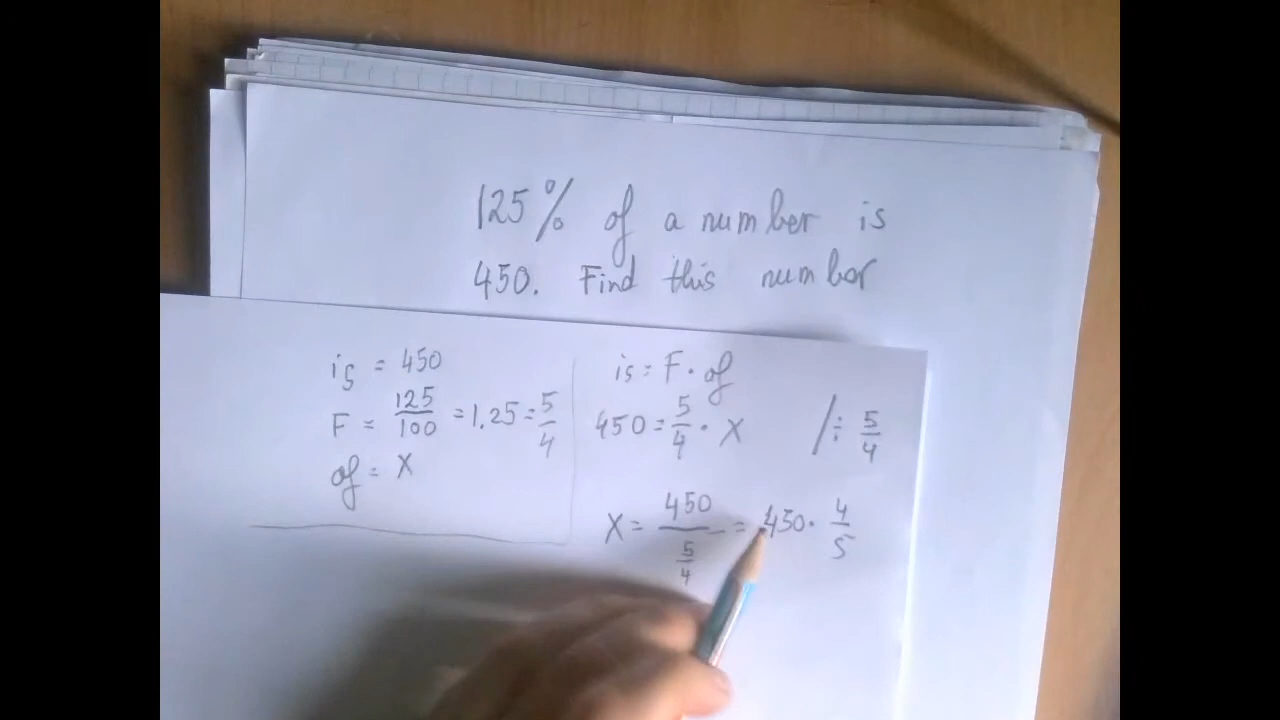 125% of a number is
450. Find this number
is = 450
F = 125/100 = 1.25 = 5/4
of = X
is = F · of
450 = 5/4 · X /÷ 5/4
X = 450/(5/4) = 450 · 4/5